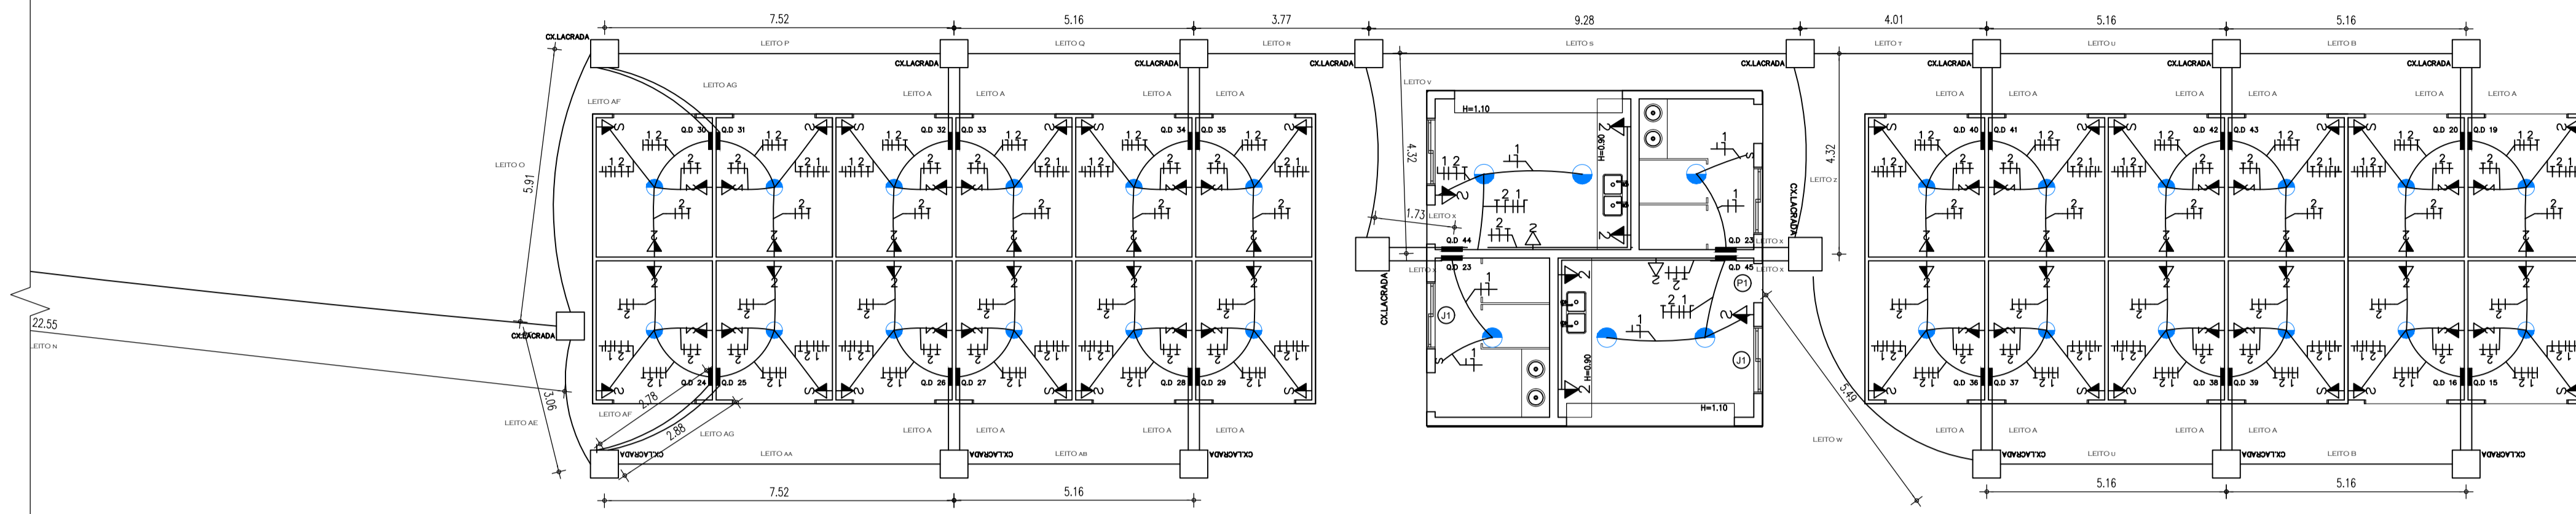 7.52
5.16
3.77
9.28
4.01
5.16
5.16
CX.LACRADA
LEITO P
LEITO Q
LEITO R
LEITO S
LEITO T
LEITO U
LEITO B
CX.LACRADA
CX.LACRADA
CX.LACRADA
CX.LACRADA
CX.LACRADA
CX.LACRADA
CX.LACRADA
LEITO AG
LEITO V
LEITO AF
LEITO A
LEITO A
LEITO A
LEITO A
LEITO A
LEITO A
LEITO A
LEITO A
LEITO A
LEITO A
H=1.10
Q.D 30
Q.D 31
Q.D 32
Q.D 33
Q.D 34
Q.D 35
Q.D 40
Q.D 41
Q.D 42
Q.D 43
Q.D 20
Q.D 19
H=0.90
4.32
4.32
LEITO O
5.91
LEITO Z
CX.LACRADA
1.73
LEITO X
Q.D 44
Q.D 23
LEITO X
Q.D 23
Q.D 45
LEITO X
P1
J1
CX.LACRADA
22.55
LEITO N
CX.LACRADA
J1
H=0.90
Q.D 24
Q.D 25
Q.D 26
Q.D 27
Q.D 28
Q.D 29
Q.D 36
Q.D 37
Q.D 38
Q.D 39
Q.D 16
Q.D 15
5.49
3.06
2.78
2.88
H=1.10
LEITO AF
LEITO AE
LEITO AG
LEITO A
LEITO A
LEITO A
LEITO A
LEITO W
LEITO A
LEITO A
LEITO A
LEITO A
CX.LACRADA
LEITO AA
CX.LACRADA
LEITO AB
CX.LACRADA
CX.LACRADA
LEITO U
CX.LACRADA
LEITO B
CX.LACRADA
7.52
5.16
5.16
5.16